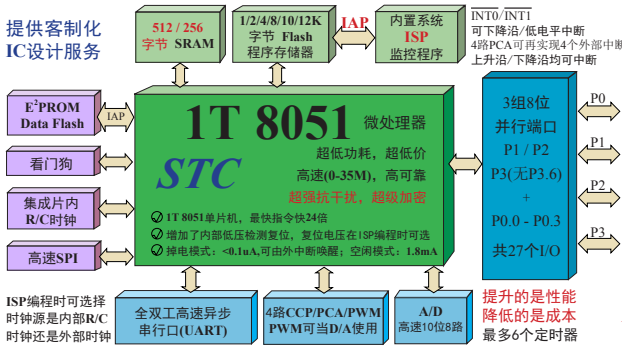 提供客制化
IC设计服务
512 / 256
字节 SRAM
1/2/4/8/10/12K
字节 Flash
程序存储器
IAP
内置系统
ISP
监控程序
INT0/INT1
可下降沿/低电平中断
4路PCA可再实现4个外部中断
上升沿/下降沿均可中断
E²PROM
Data Flash
IAP
看门狗
集成片内
R/C时钟
高速SPI
1T 8051 微处理器
STC
超低功耗，超低价
高速(0-35M)，高可靠
超强抗干扰，超级加密
1T 8051单片机，最快指令快24倍
增加了内部低压检测复位，复位电压在ISP编程时可选
掉电模式：<0.1uA,可由外中断唤醒；空闲模式：1.8mA
3组8位
并行端口
P1 / P2
P3(无P3.6)
+
P0.0 - P0.3
共27个I/O
P0
P1
P2
P3
ISP编程时可选择
时钟源是内部R/C
时钟还是外部时钟
全双工高速异步
串行口(UART)
4路CCP/PCA/PWM
PWM可当D/A使用
A/D
高速10位8路
提升的是性能
降低的是成本
最多6个定时器